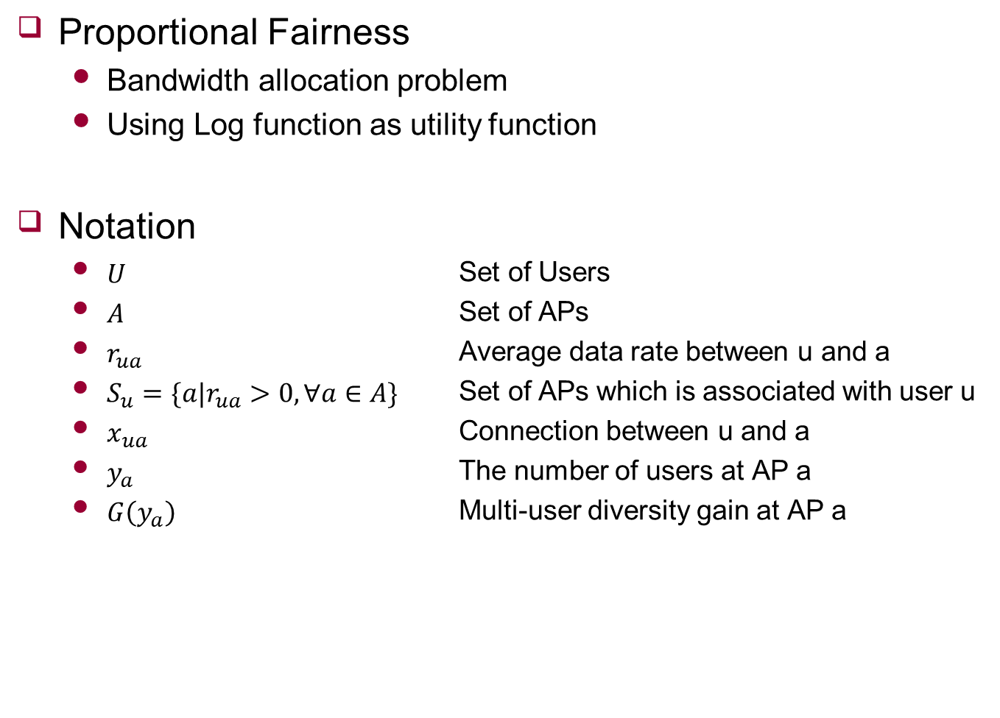 Proportional Fairness
Bandwidth allocation problem
Using Log function as utility function
Notation
U Set of Users
A Set of APs
r_{ua} Average data rate between u and a
S_u = {a|r_{ua} > 0, ∀a ∈ A} Set of APs which is associated with user u
x_{ua} Connection between u and a
y_a The number of users at AP a
G(y_a) Multi-user diversity gain at AP a